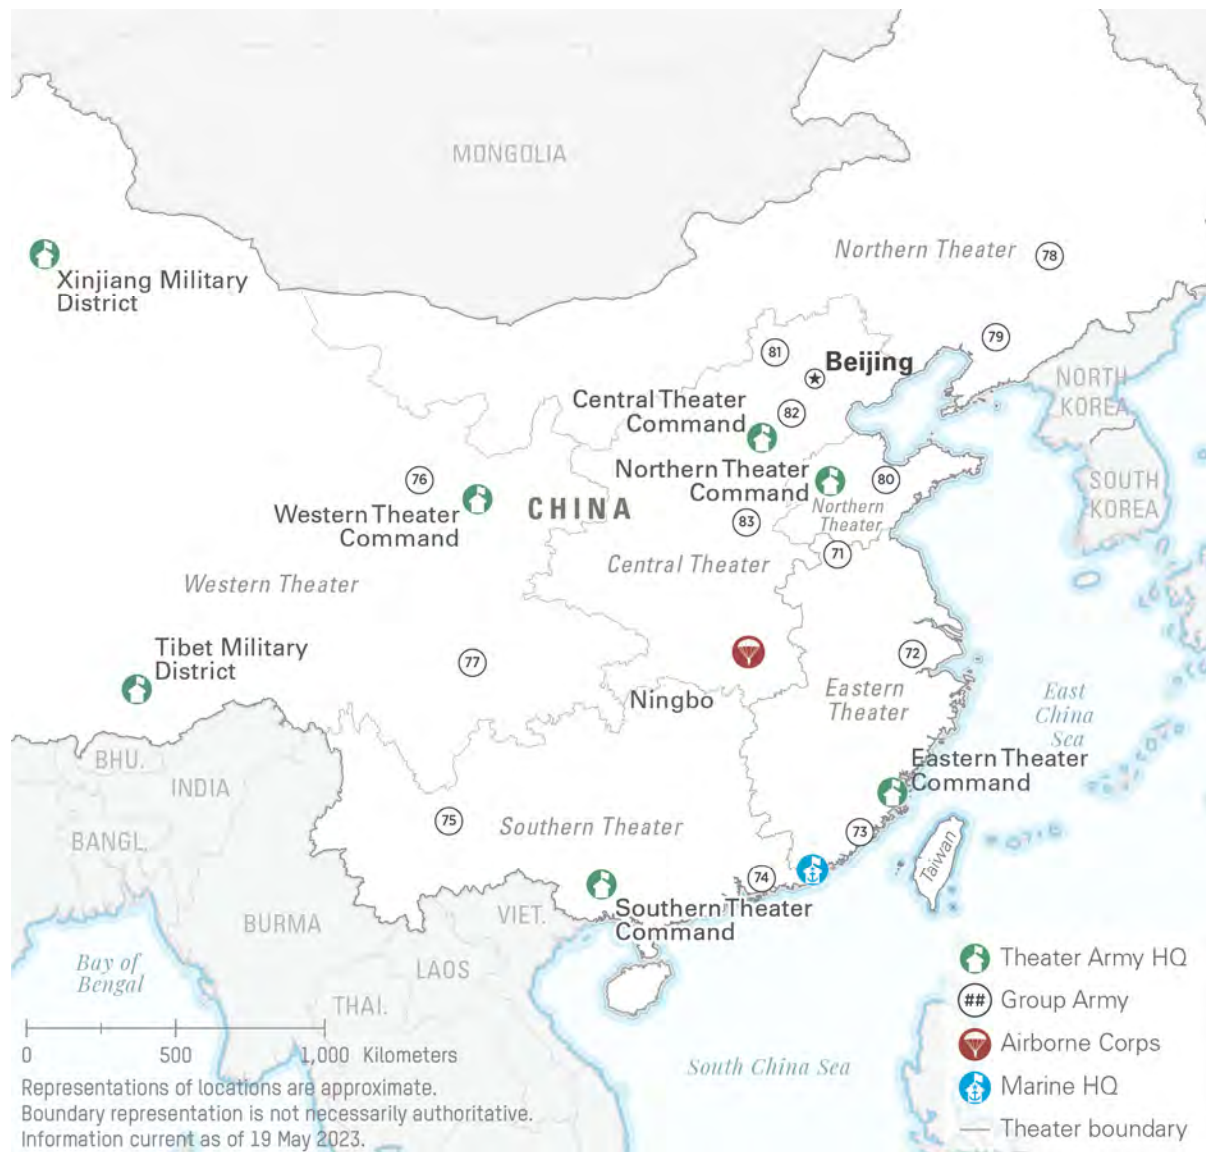 MONGOLIA
Northern Theater
78
Xinjiang Military
District
79
81
Beijing
NORTH
KOREA
Central Theater
Command
82
Northern Theater
Command
80
SOUTH
KOREA
76
Western Theater
Command
CHINA
Northern
Theater
83
71
Central Theater
Western Theater
Tibet Military
District
77
72
Ningbo
Eastern
Theater
East
China
Sea
BHU.
INDIA
Eastern Theater
Command
75
Southern Theater
73
BANGL.
Taiwan
74
BURMA
VIET.
Southern Theater
Command
Bay of
Bengal
LAOS
THAI.
South China Sea
Theater Army HQ
## Group Army
Airborne Corps
Marine HQ
Theater boundary
0 500 1,000 Kilometers
Representations of locations are approximate.
Boundary representation is not necessarily authoritative.
Information current as of 19 May 2023.